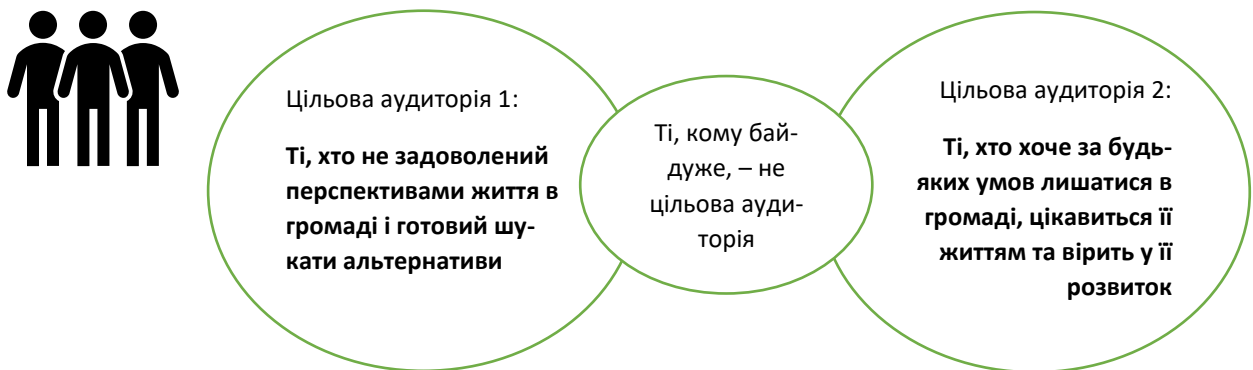 Цільова аудиторія 1:
Ті, хто не задоволений
перспективами життя в
громаді і готовий шу-
кати альтернативи
Ті, кому бай-
дуже, – не
цільова ауди-
торія
Цільова аудиторія 2:
Ті, хто хоче за будь-
яких умов лишатися в
громаді, цікавиться її
життям та вірить у її
розвиток